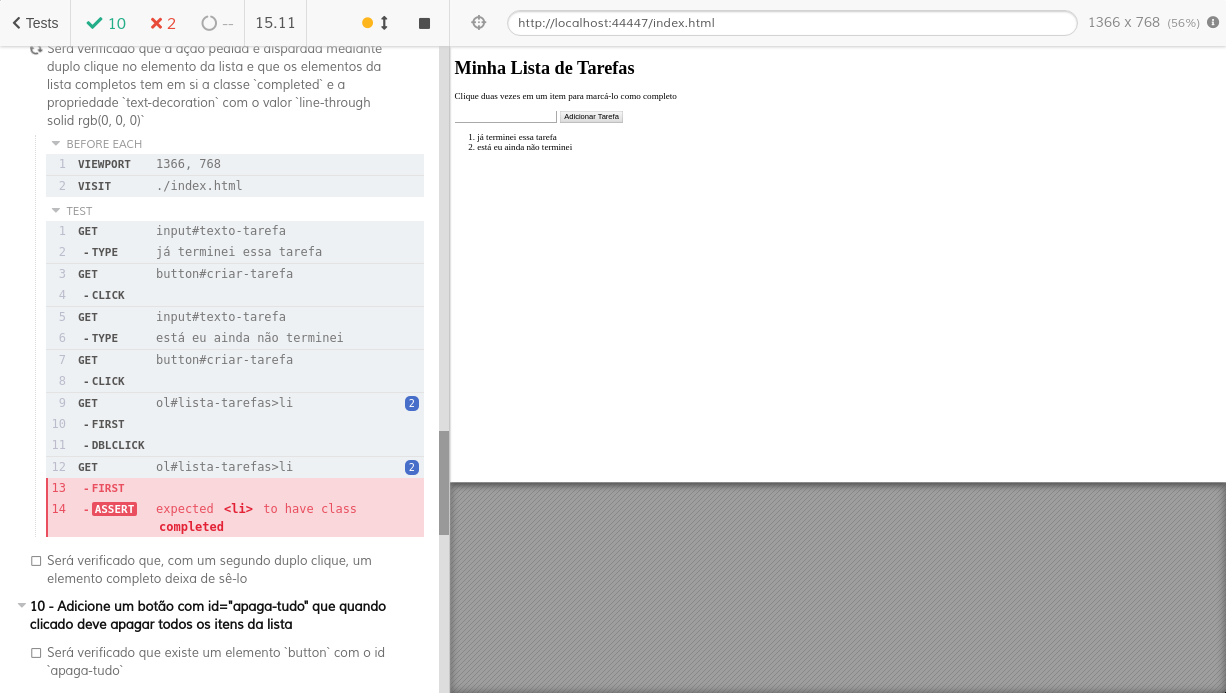 Tests 10 2 -- 15.11 http://localhost:44447/index.html 1366 x 768 (56%)
Será verificado que a ação pedida é disparada mediante
duplo clique no elemento da lista e que os elementos da
lista completos tem em si a classe `completed` e a
propriedade `text-decoration` com o valor `line-through
solid rgb(0, 0, 0)`
BEFORE EACH
1 VIEWPORT 1366, 768
2 VISIT ./index.html
TEST
1 GET input#texto-tarefa
2 -TYPE já terminei essa tarefa
3 GET button#criar-tarefa
4 -CLICK
5 GET input#texto-tarefa
6 -TYPE está eu ainda não terminei
7 GET button#criar-tarefa
8 -CLICK
9 GET ol#lista-tarefas>li 2
10 -FIRST
11 -DBLCLICK
12 GET ol#lista-tarefas>li 2
13 -FIRST
14 -ASSERT expected <li> to have class
completed
Será verificado que, com um segundo duplo clique, um
elemento completo deixa de sê-lo
10 - Adicione um botão com id="apaga-tudo" que quando
clicado deve apagar todos os itens da lista
Será verificado que existe um elemento `button` com o id
`apaga-tudo`
Minha Lista de Tarefas
Clique duas vezes em um item para marcá-lo como completo
Adicionar Tarefa
1. já terminei essa tarefa
2. está eu ainda não terminei